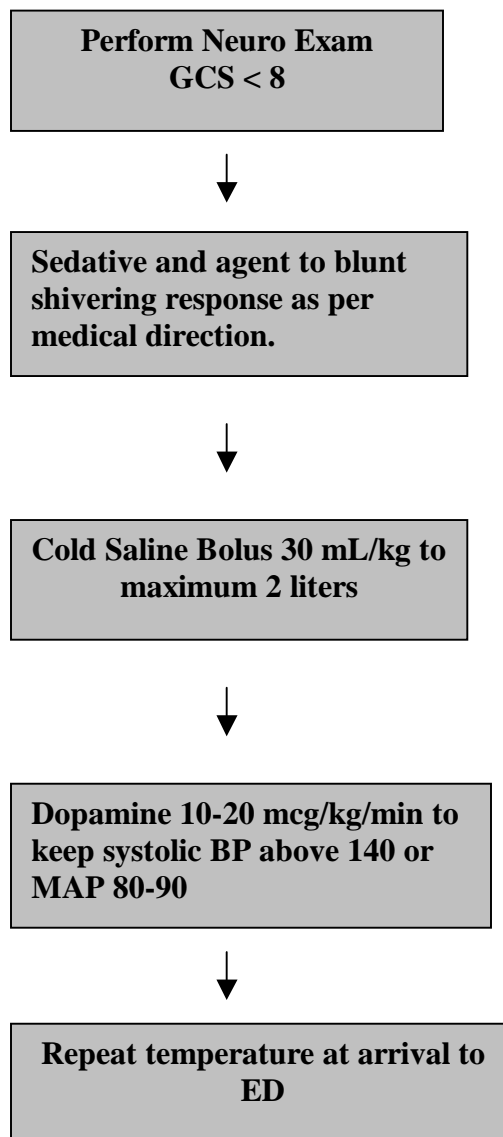 Perform Neuro Exam
GCS < 8
Sedative and agent to blunt
shivering response as per
medical direction.
Cold Saline Bolus 30 mL/kg to
maximum 2 liters
Dopamine 10-20 mcg/kg/min to
keep systolic BP above 140 or
MAP 80-90
Repeat temperature at arrival to
ED